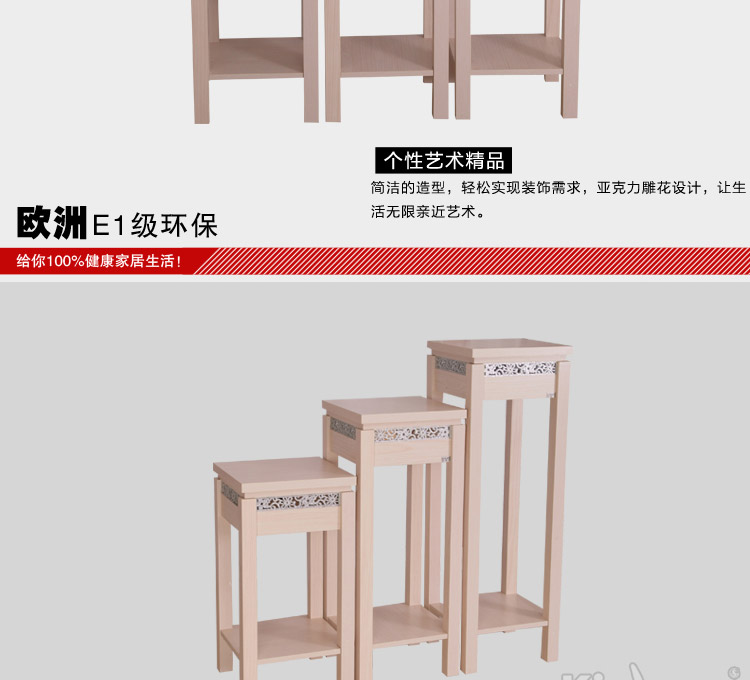 个性艺术精品
简洁的造型，轻松实现装饰需求，亚克力雕花设计，让生
活无限亲近艺术。
欧洲E1级环保
给你100%健康家居生活！